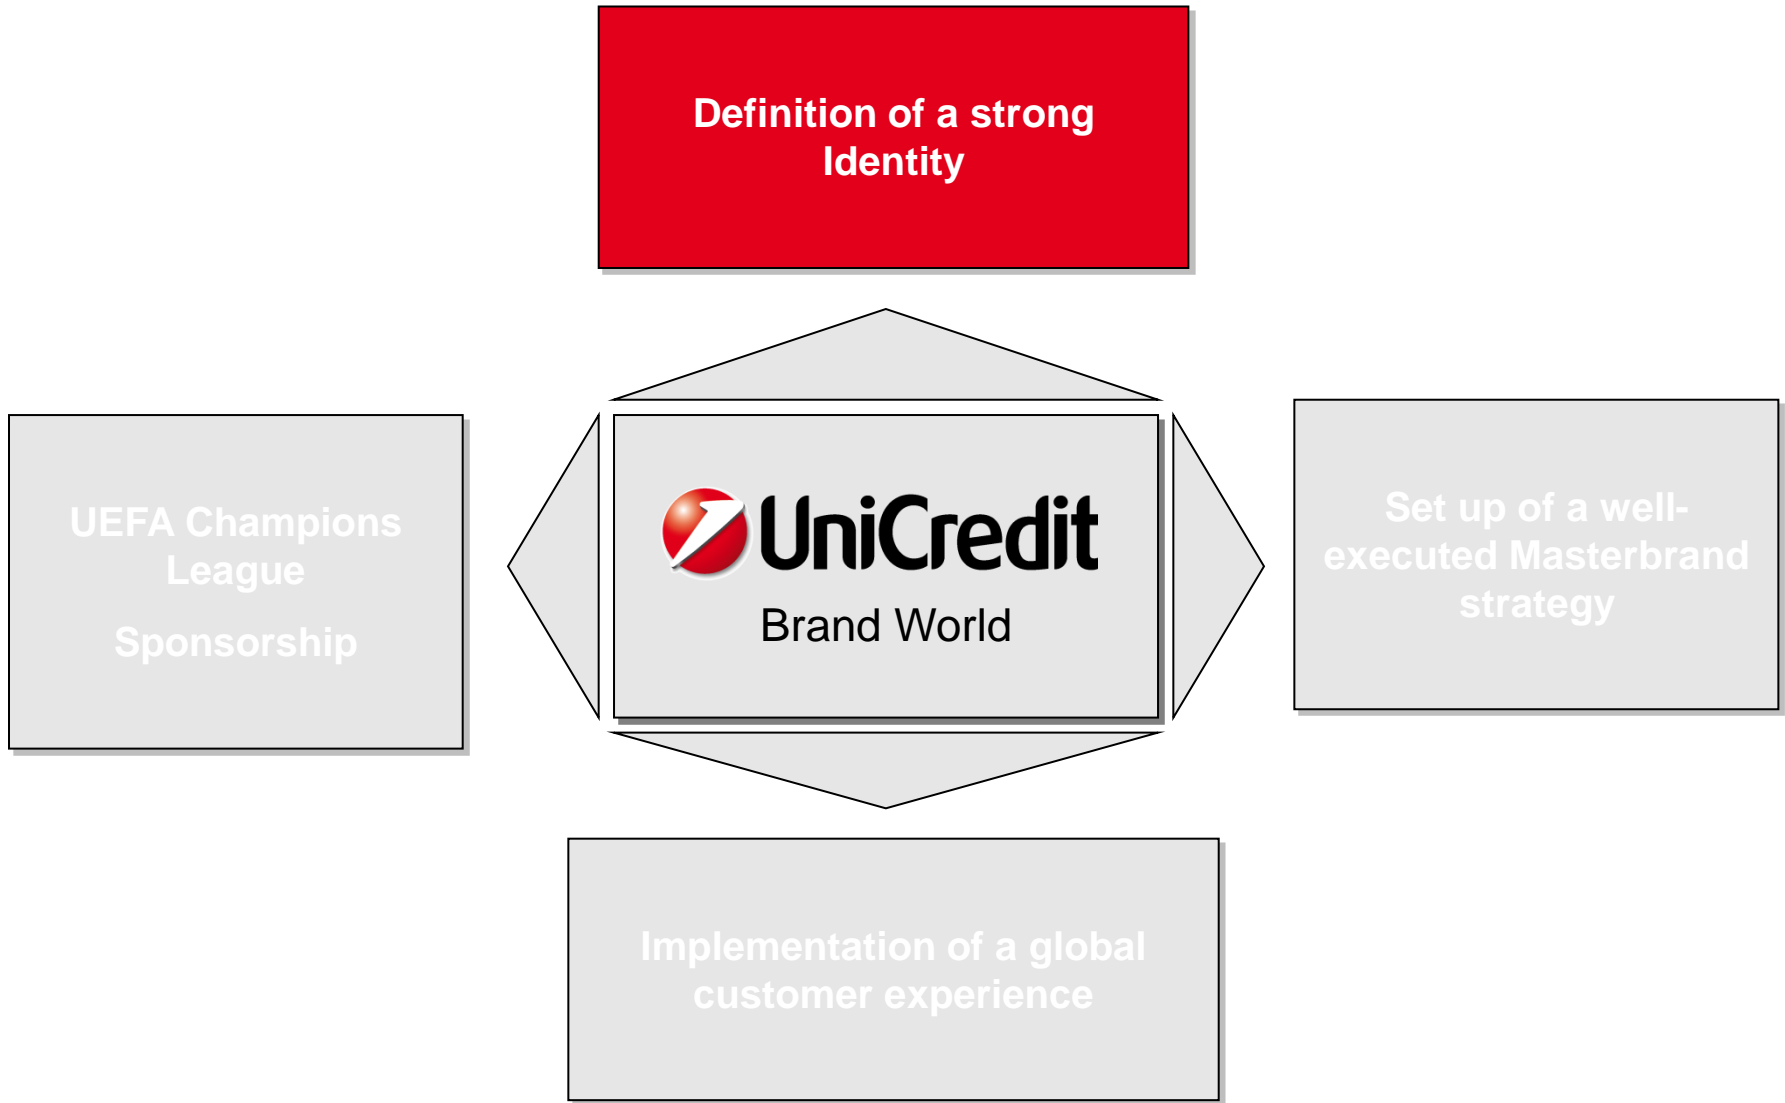 Definition of a strong
Identity
UEFA Champions
League
Sponsorship
UniCredit
Brand World
Set up of a well-
executed Masterbrand
strategy
Implementation of a global
customer experience